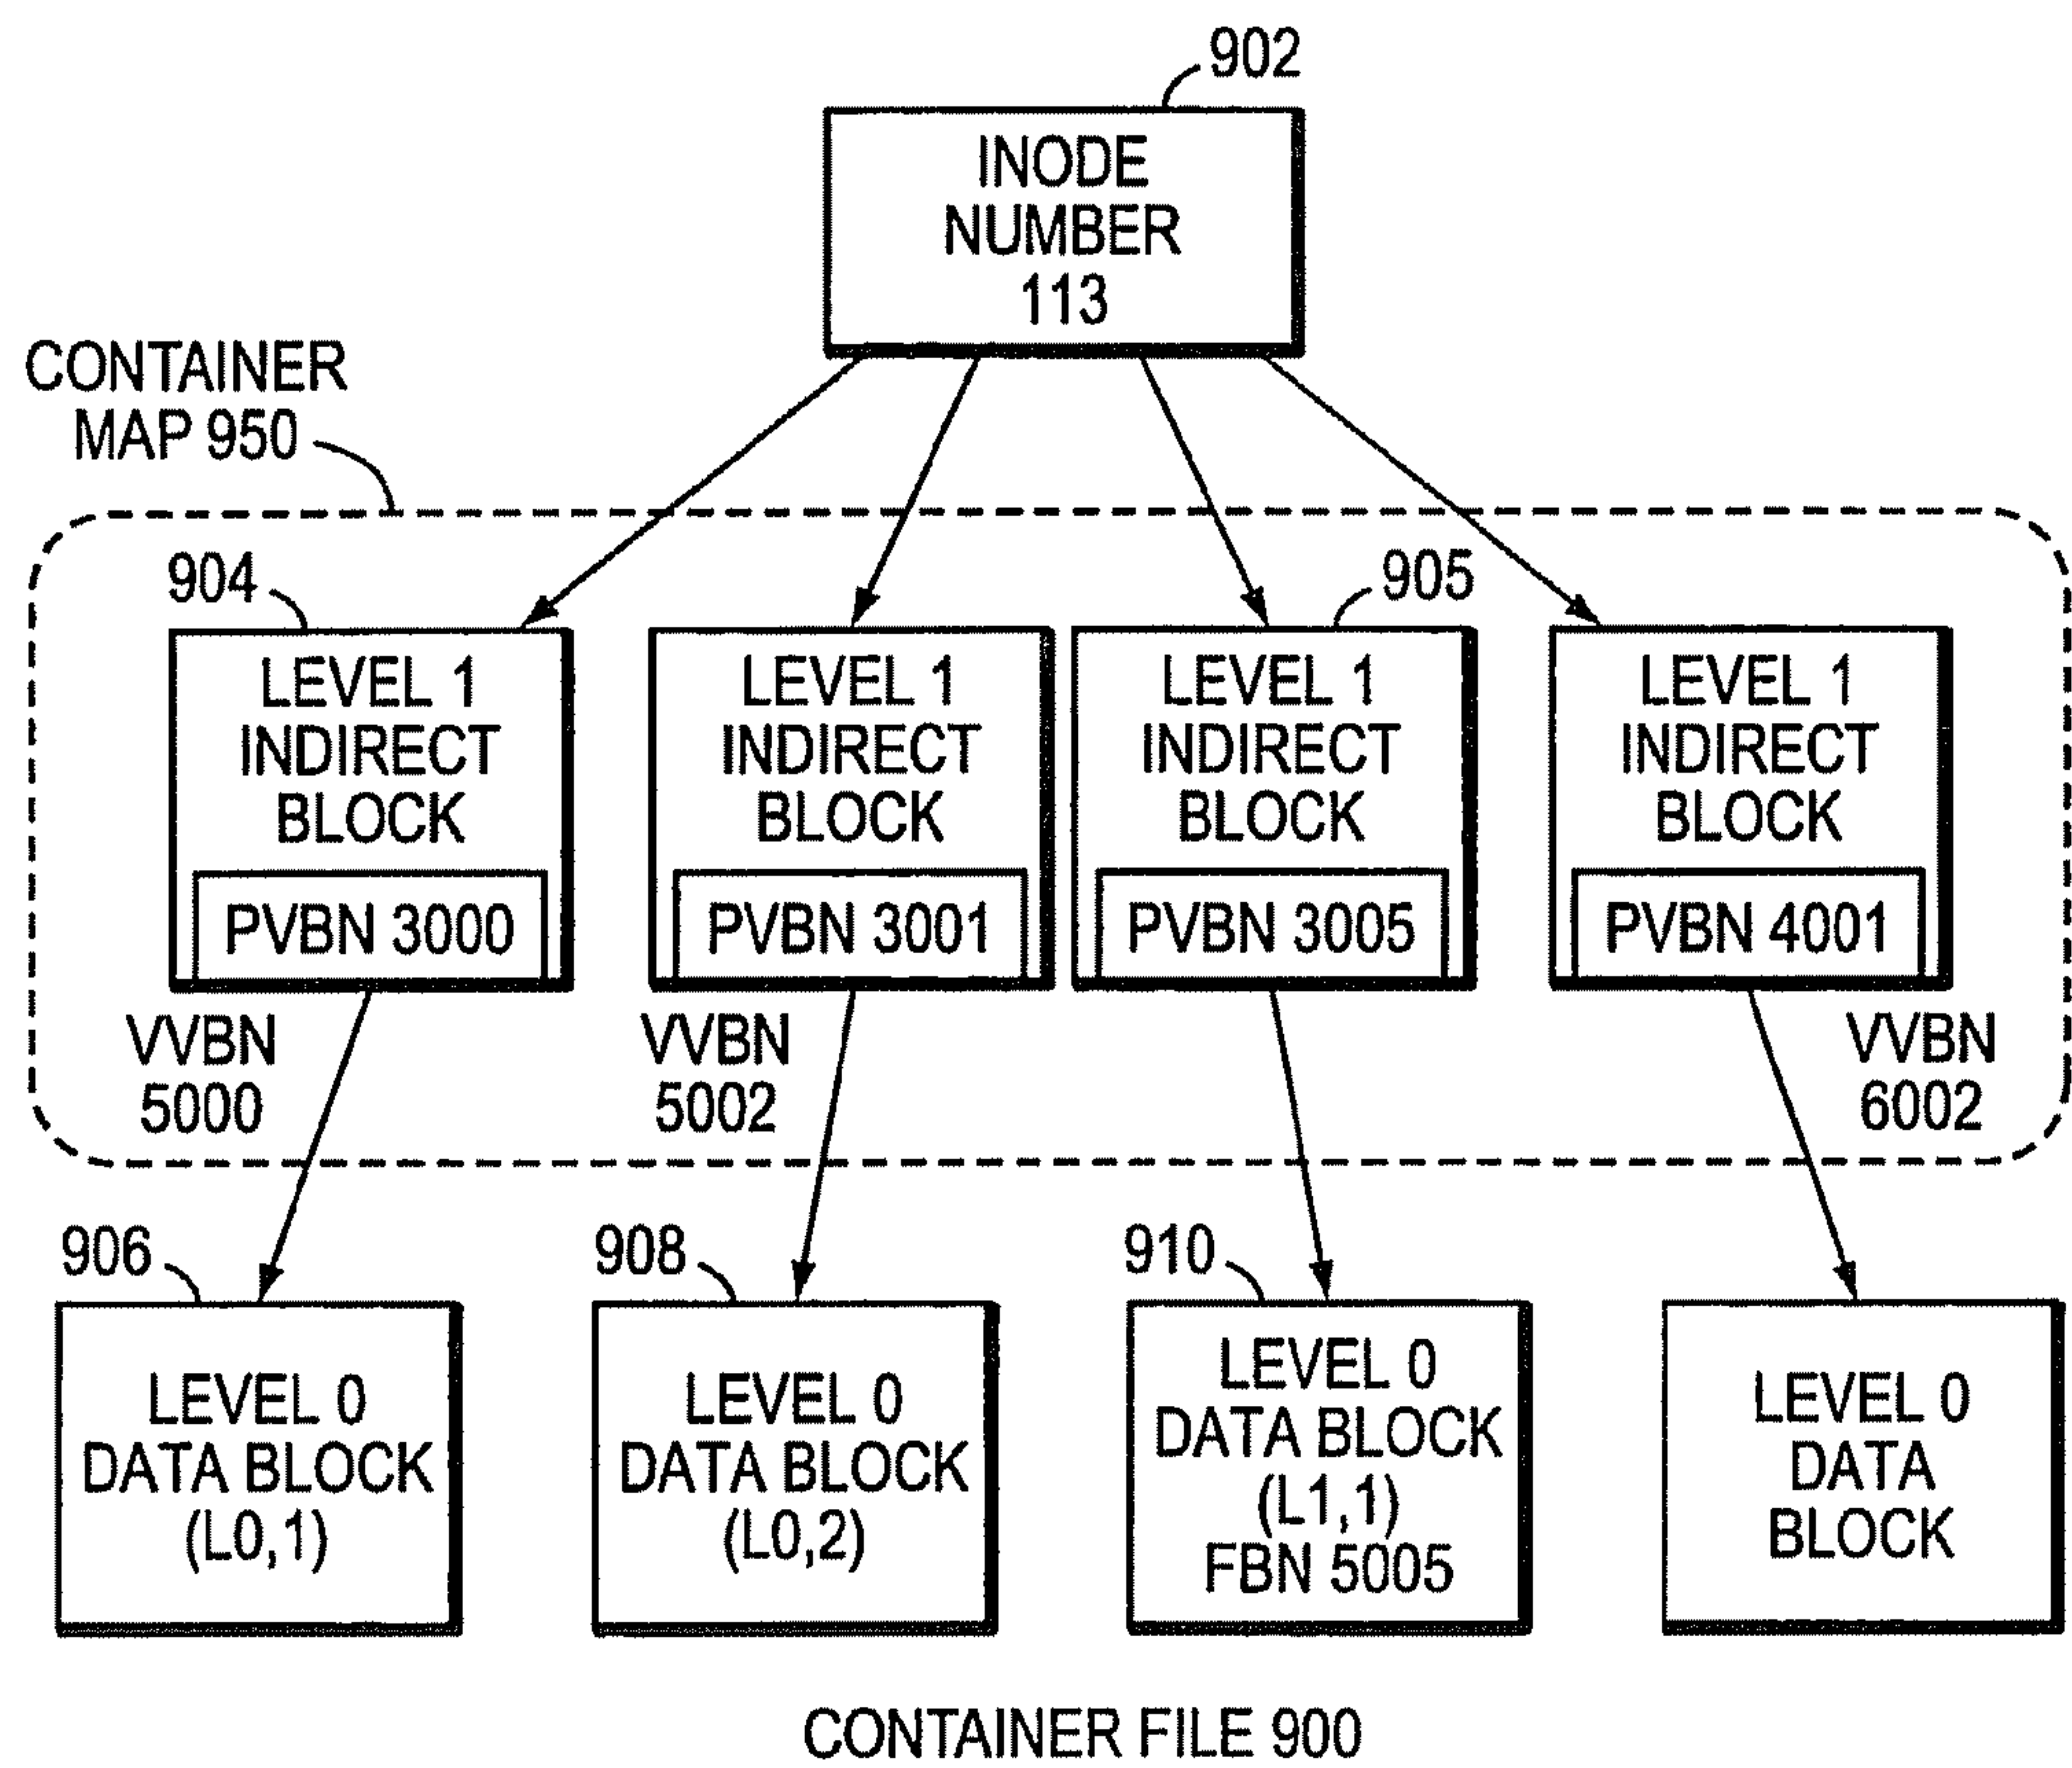 902
INODE
NUMBER
113
CONTAINER
MAP 950
904
905
LEVEL 1
INDIRECT
BLOCK
PVBN 3000
LEVEL 1
INDIRECT
BLOCK
PVBN 3001
LEVEL 1
INDIRECT
BLOCK
PVBN 3005
LEVEL 1
INDIRECT
BLOCK
PVBN 4001
VVBN
5000
VVBN
5002
VVBN
6002
906
908
910
LEVEL 0
DATA BLOCK
(L0,1)
LEVEL 0
DATA BLOCK
(L0,2)
LEVEL 0
DATA BLOCK
(L1,1)
FBN 5005
LEVEL 0
DATA
BLOCK
CONTAINER FILE 900